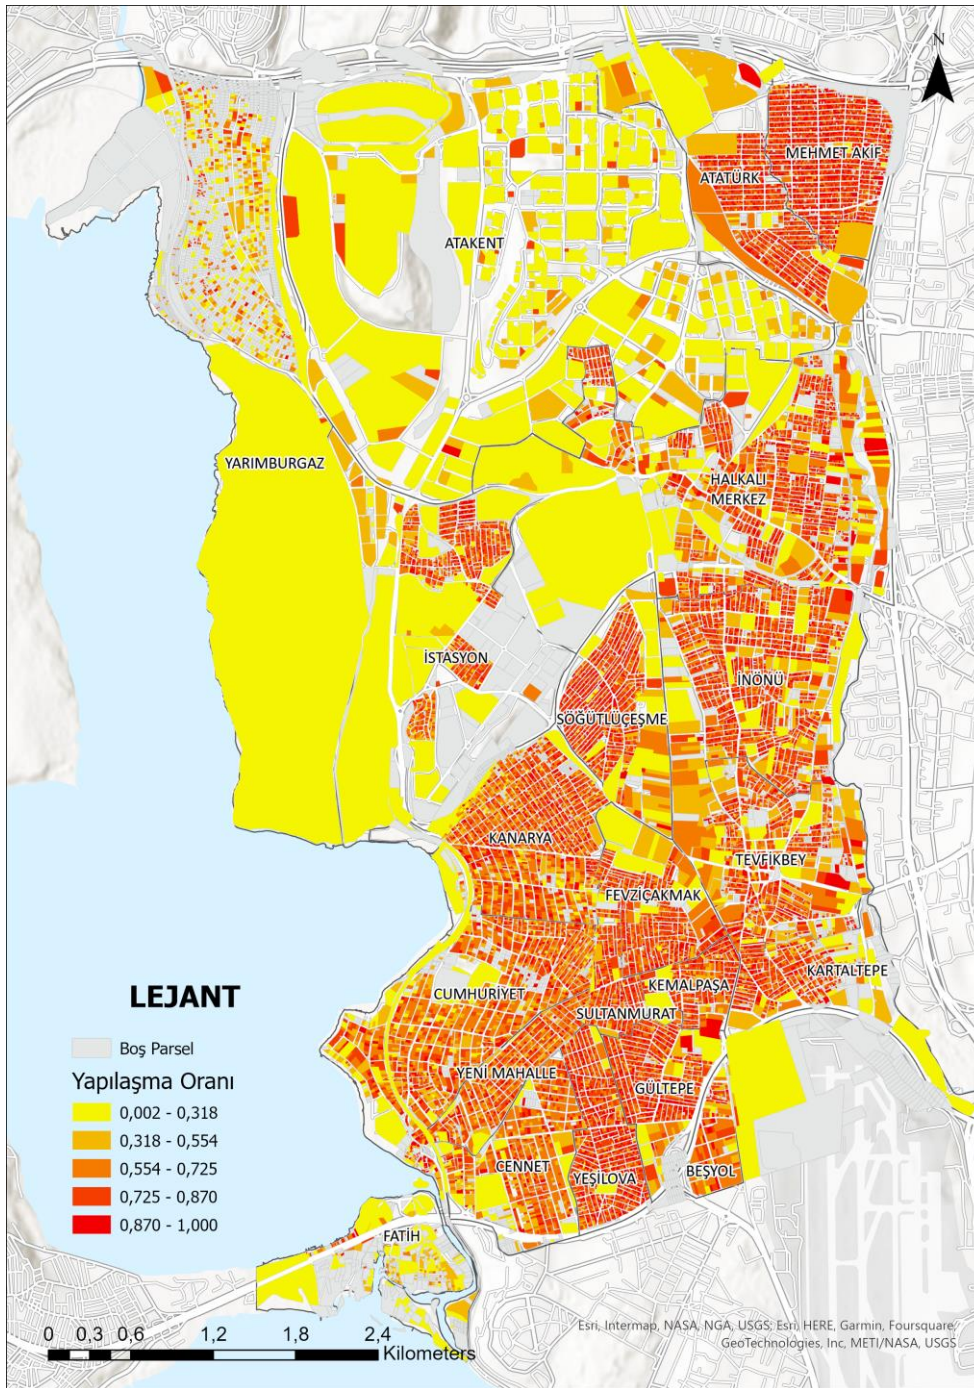 N
MEHMET AKİF
ATATÜRK
ATAKENT
YARIMBURGAZ
HALKALI
MERKEZ
İSTASYON
İNÖNÜ
SÖĞÜTLÜÇEŞME
KANARYA
TEVFİKBEY
FEVZİÇAKMAK
KARTALTEPE
KEMALPAŞA
CUMHURİYET
SULTANMURAT
YENİ MAHALLE
GÜLTEPE
CENNET
YEŞİLOVA
BEŞYOL
FATİH
LEJANT
Boş Parsel
Yapılaşma Oranı
0,002 - 0,318
0,318 - 0,554
0,554 - 0,725
0,725 - 0,870
0,870 - 1,000
0 0,3 0,6 1,2 1,8 2,4
Kilometers
Esri, Intermap, NASA, NGA, USGS; Esri, HERE, Garmin, Foursquare,
GeoTechnologies, Inc, METI/NASA, USGS